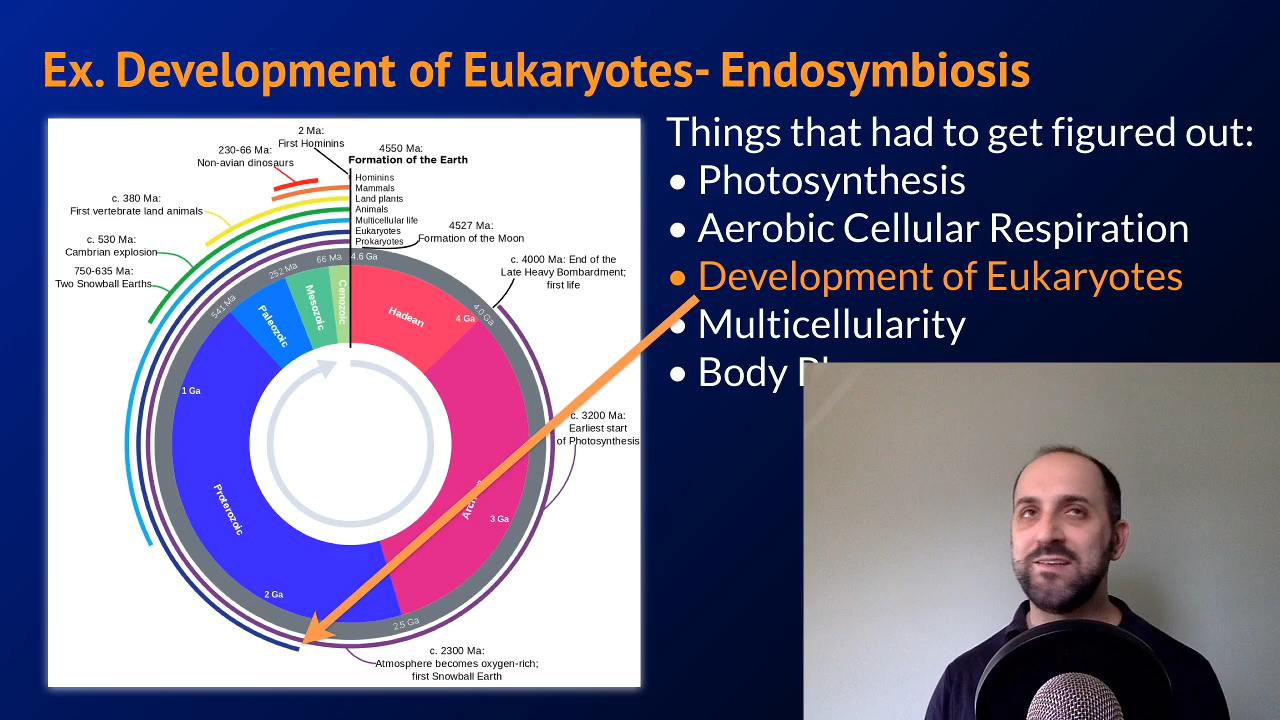 Ex. Development of Eukaryotes- Endosymbiosis
Things that had to get figured out:
• Photosynthesis
• Aerobic Cellular Respiration
• Development of Eukaryotes
• Multicellularity
• Body
2 Ma:
First Hominins
230-66 Ma:
Non-avian dinosaurs
4550 Ma:
Formation of the Earth
Hominins
Mammals
Land plants
Animals
Multicellular life
Eukaryotes
Prokaryotes
c. 380 Ma:
First vertebrate land animals
4527 Ma:
Formation of the Moon
c. 530 Ma:
Cambrian explosion
750-635 Ma:
Two Snowball Earths
c. 4000 Ma: End of the
Late Heavy Bombardment;
first life
4.6 Ga
66 Ma
252 Ma
541 Ma
Cenozoic
Mesozoic
Paleozoic
Hadean
4 Ga
4.0 Ga
1 Ga
c. 3200 Ma:
Earliest start
of Photosynthesis
Proterozoic
3 Ga
2 Ga
2.5 Ga
c. 2300 Ma:
Atmosphere becomes oxygen-rich;
first Snowball Earth